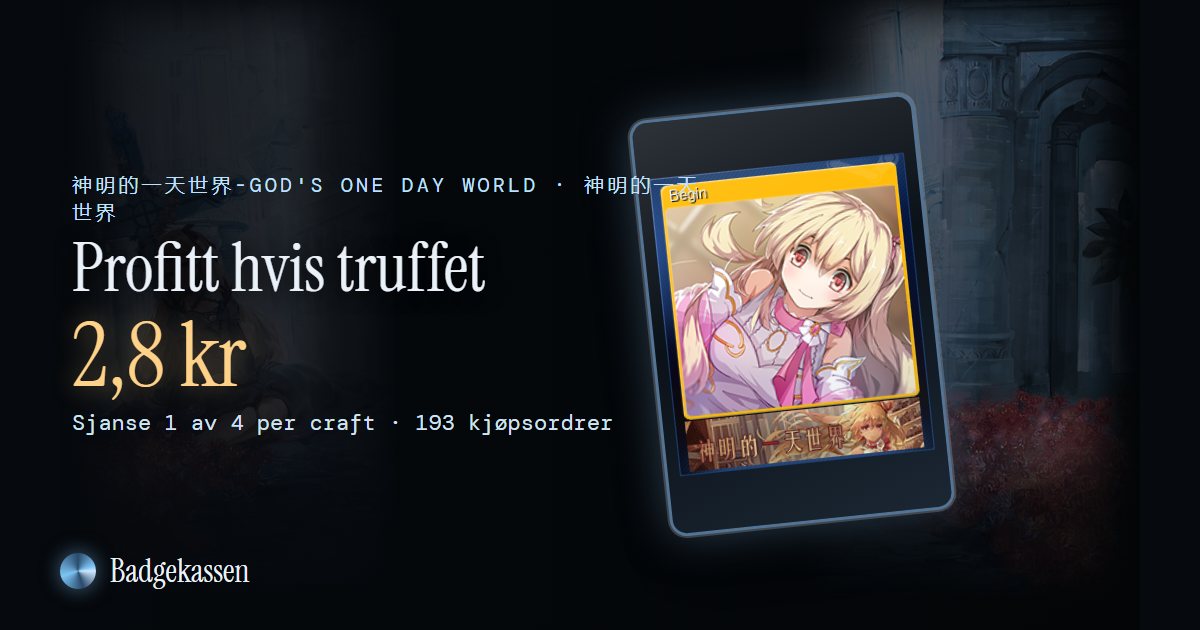 神明的一天世界-GOD'S ONE DAY WORLD · 神明的一天
世界
Profitt hvis truffet
2,8 kr
Sjanse 1 av 4 per craft · 193 kjøpsordrer
Begin
神明的一天世界
Badgekassen